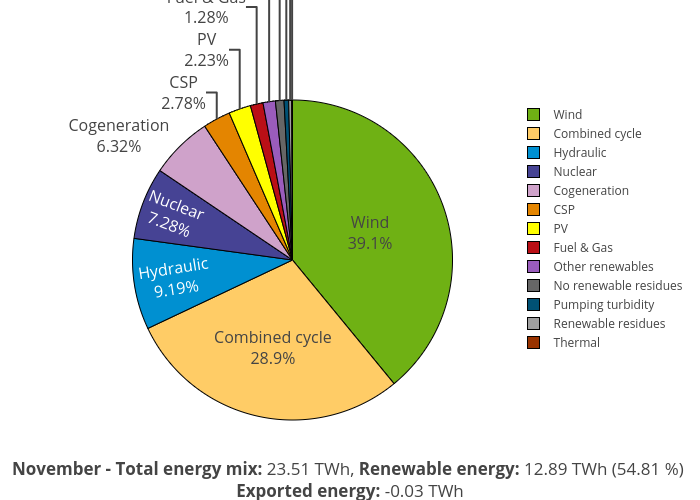 Fuel & Gas
1.28%
PV
2.23%
CSP
2.78%
Cogeneration
6.32%
Nuclear
7.28%
Hydraulic
9.19%
Wind
39.1%
Combined cycle
28.9%
Wind
Combined cycle
Hydraulic
Nuclear
Cogeneration
CSP
PV
Fuel & Gas
Other renewables
No renewable residues
Pumping turbidity
Renewable residues
Thermal
November - Total energy mix: 23.51 TWh, Renewable energy: 12.89 TWh (54.81 %)
Exported energy: -0.03 TWh